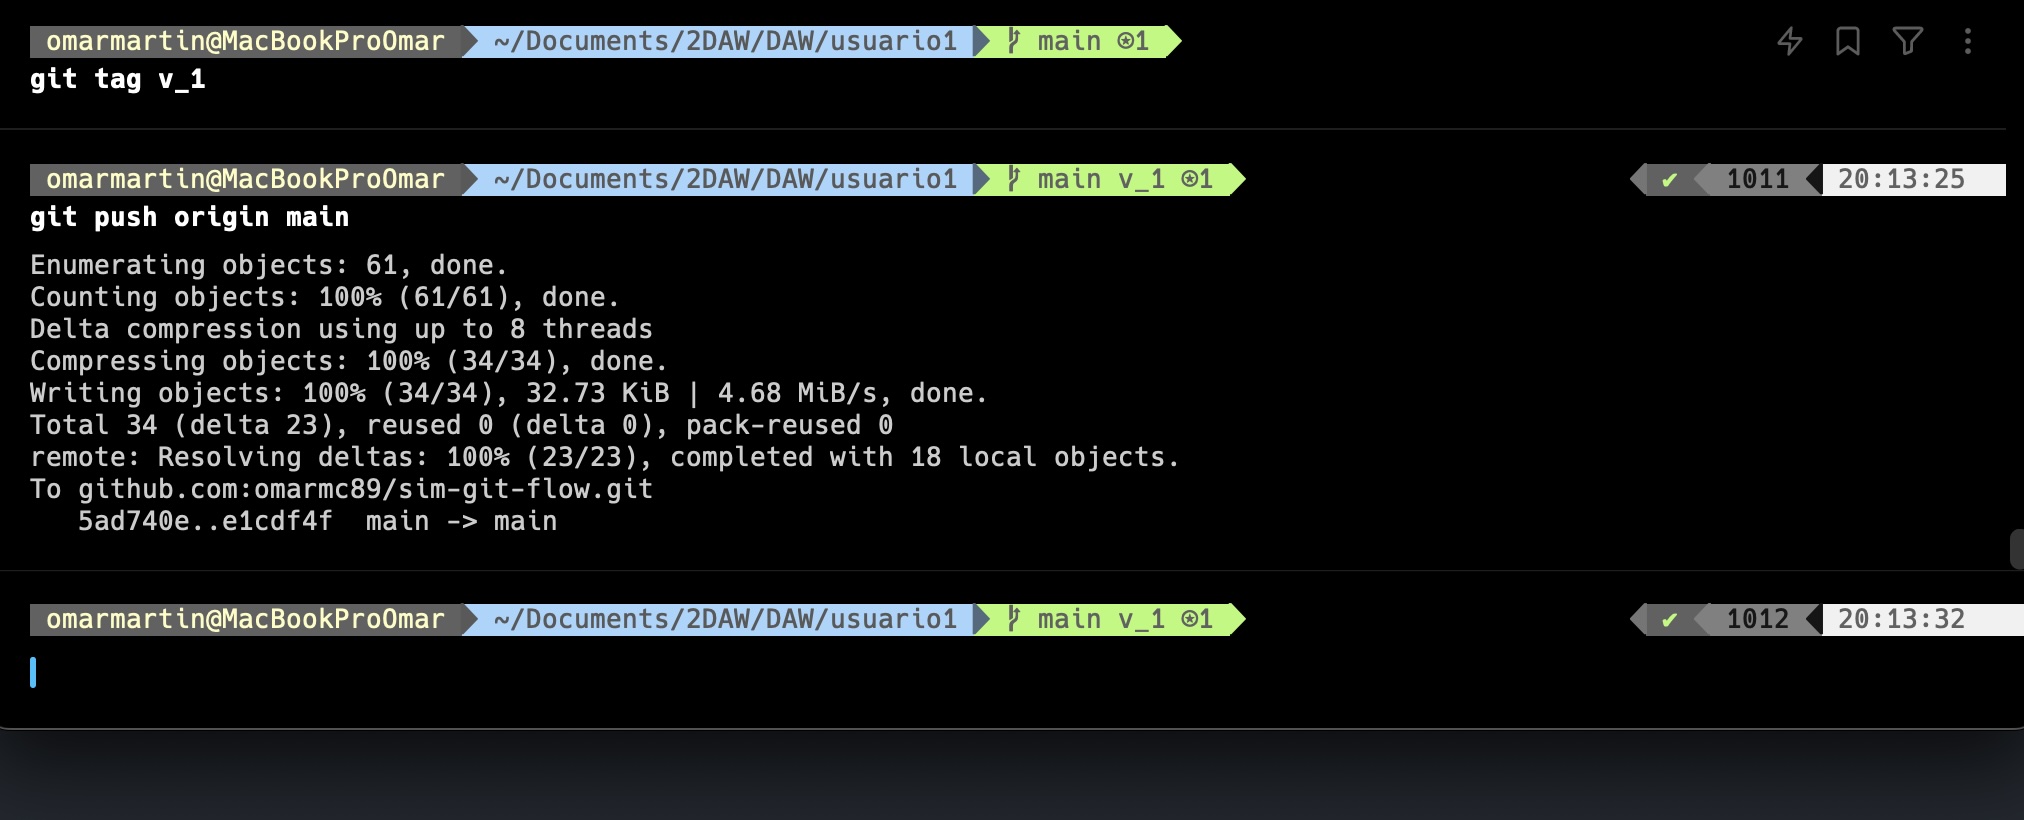 omarmartin@MacBookProOmar ~/Documents/2DAW/DAW/usuario1 main ⍟1
git tag v_1
omarmartin@MacBookProOmar ~/Documents/2DAW/DAW/usuario1 main v_1 ⍟1 ✔ 1011 20:13:25
git push origin main
Enumerating objects: 61, done.
Counting objects: 100% (61/61), done.
Delta compression using up to 8 threads
Compressing objects: 100% (34/34), done.
Writing objects: 100% (34/34), 32.73 KiB | 4.68 MiB/s, done.
Total 34 (delta 23), reused 0 (delta 0), pack-reused 0
remote: Resolving deltas: 100% (23/23), completed with 18 local objects.
To github.com:omarmc89/sim-git-flow.git
   5ad740e..e1cdf4f  main -> main
omarmartin@MacBookProOmar ~/Documents/2DAW/DAW/usuario1 main v_1 ⍟1 ✔ 1012 20:13:32